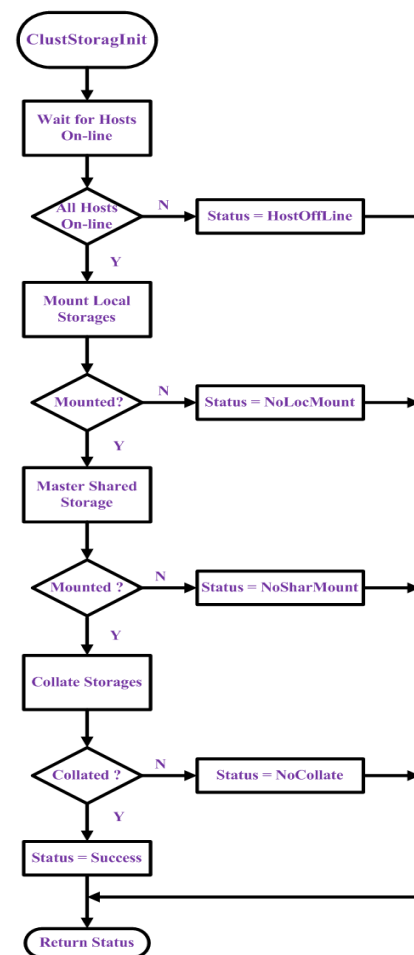 ClustStoragInit
Wait for Hosts
On-line
All Hosts
On-line
N
Status = HostOffLine
Y
Mount Local
Storages
Mounted?
N
Status = NoLocMount
Y
Master Shared
Storage
Mounted ?
N
Status = NoSharMount
Y
Collate Storages
Collated ?
N
Status = NoCollate
Y
Status = Success
Return Status